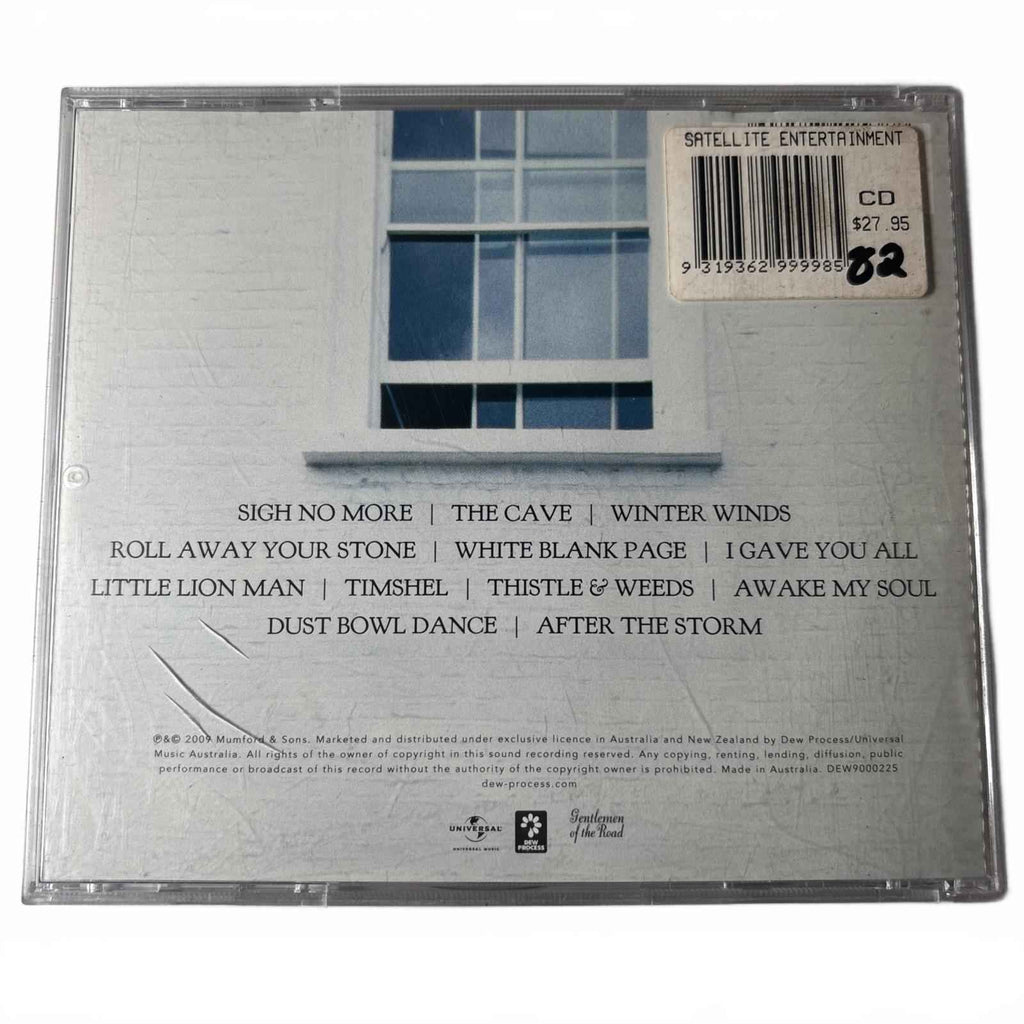 SATELLITE ENTERTAINMENT
CD
$27.95
9 319362 999985
82
SIGH NO MORE | THE CAVE | WINTER WINDS
ROLL AWAY YOUR STONE | WHITE BLANK PAGE | I GAVE YOU ALL
LITTLE LION MAN | TIMSHEL | THISTLE & WEEDS | AWAKE MY SOUL
DUST BOWL DANCE | AFTER THE STORM
℗&© 2009 Mumford & Sons. Marketed and distributed under exclusive licence in Australia and New Zealand by Dew Process/Universal
Music Australia. All rights of the owner of copyright in this sound recording reserved. Any copying, renting, lending, diffusion, public
performance or broadcast of this record without the authority of the copyright owner is prohibited. Made in Australia. DEW9000225
dew-process.com
UNIVERSAL
UNIVERSAL MUSIC
DEW
PROCESS
Gentlemen
of the Road